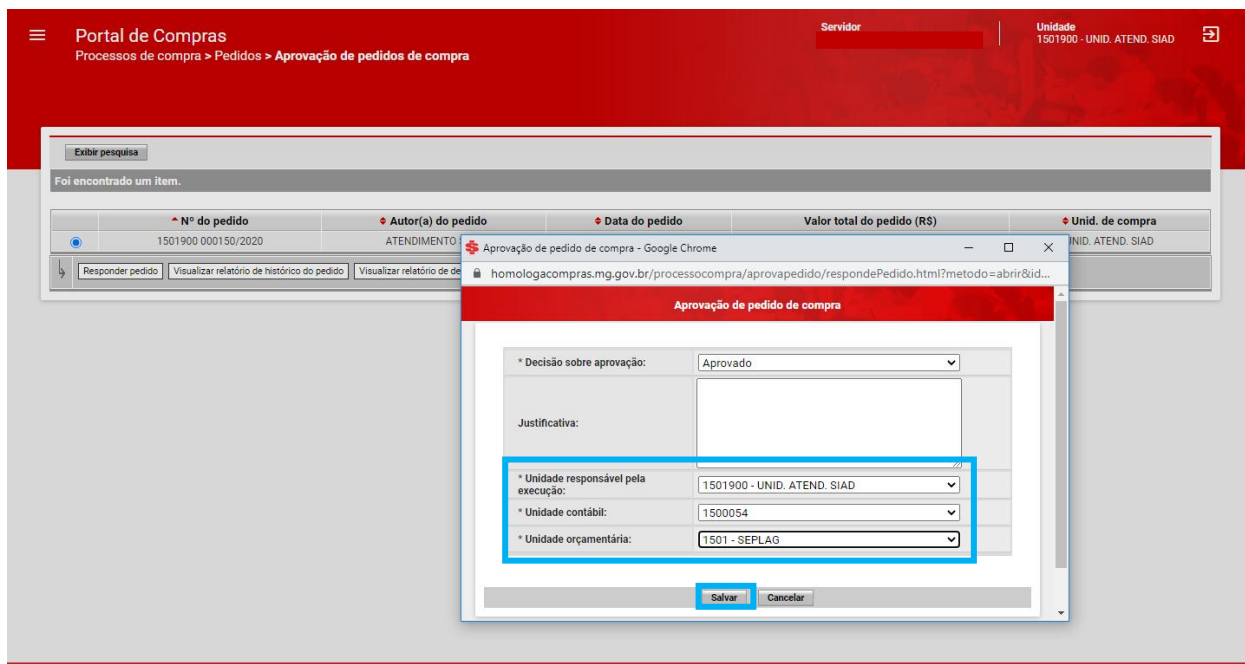 Portal de Compras
Processos de compra > Pedidos > Aprovação de pedidos de compra
Servidor
Unidade
1501900 - UNID. ATEND. SIAD
Exibir pesquisa
Foi encontrado um item.
Nº do pedido Autor(a) do pedido Data do pedido Valor total do pedido (R$) Unid. de compra
1501900 000150/2020 ATENDIMENTO UNID. ATEND. SIAD
Responder pedido Visualizar relatório de histórico do pedido Visualizar relatório de de
Aprovação de pedido de compra - Google Chrome
homologacompras.mg.gov.br/processocompra/aprovapedido/respondePedido.html?metodo=abrir&id...
Aprovação de pedido de compra
* Decisão sobre aprovação: Aprovado
Justificativa:
* Unidade responsável pela
execução:
1501900 - UNID. ATEND. SIAD
* Unidade contábil: 1500054
* Unidade orçamentária: 1501 - SEPLAG
Salvar Cancelar